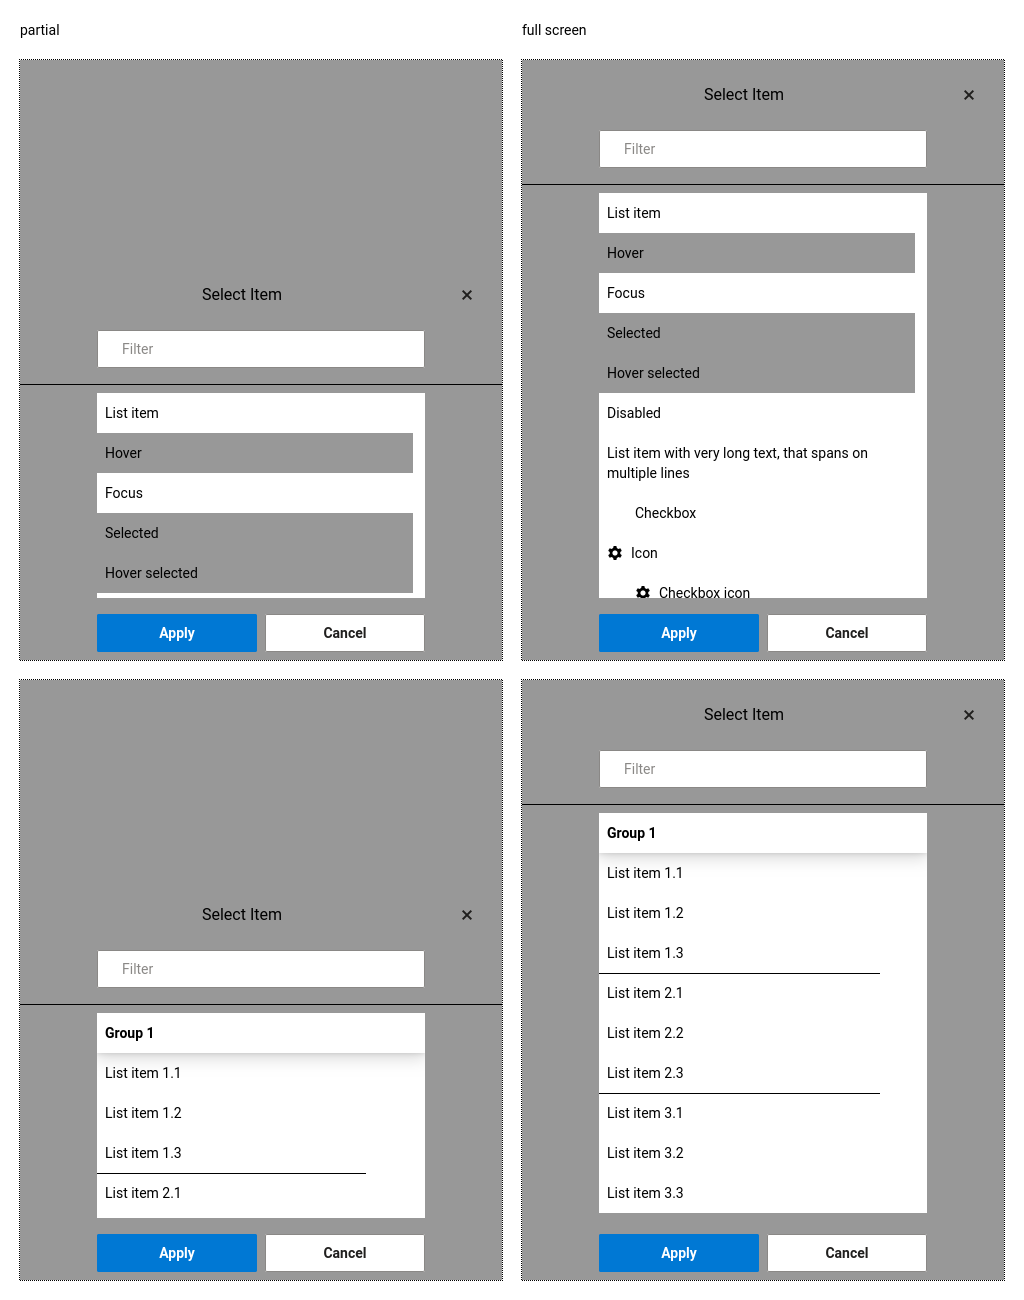 partial
full screen
Select Item
Filter
List item
Hover
Focus
Selected
Hover selected
Apply
Cancel
Select Item
Filter
List item
Hover
Focus
Selected
Hover selected
Disabled
List item with very long text, that spans on
multiple lines
Checkbox
Icon
Checkbox icon
Apply
Cancel
Select Item
Filter
Group 1
List item 1.1
List item 1.2
List item 1.3
List item 2.1
Apply
Cancel
Select Item
Filter
Group 1
List item 1.1
List item 1.2
List item 1.3
List item 2.1
List item 2.2
List item 2.3
List item 3.1
List item 3.2
List item 3.3
Apply
Cancel